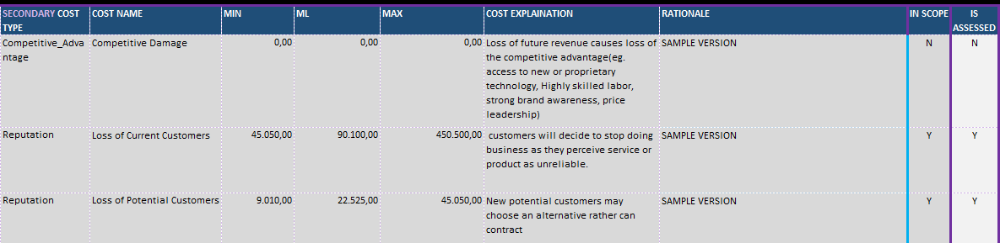 SECONDARY COST TYPE COST NAME MIN ML MAX COST EXPLAINATION RATIONALE IN SCOPE IS ASSESSED
Competitive_Adva Competitive Damage 0,00 0,00 0,00 Loss of future revenue causes loss of SAMPLE VERSION N N
ntage the competitive advantage(eg.
access to new or proprietary
technology, Highly skilled labor,
strong brand awareness, price
leadership)
Reputation Loss of Current Customers 45.050,00 90.100,00 450.500,00 customers will decide to stop doing SAMPLE VERSION Y Y
business as they perceive service or
product as unreliable.
Reputation Loss of Potential Customers 9.010,00 22.525,00 45.050,00 New potential customers may SAMPLE VERSION Y Y
choose an alternative rather can
contract